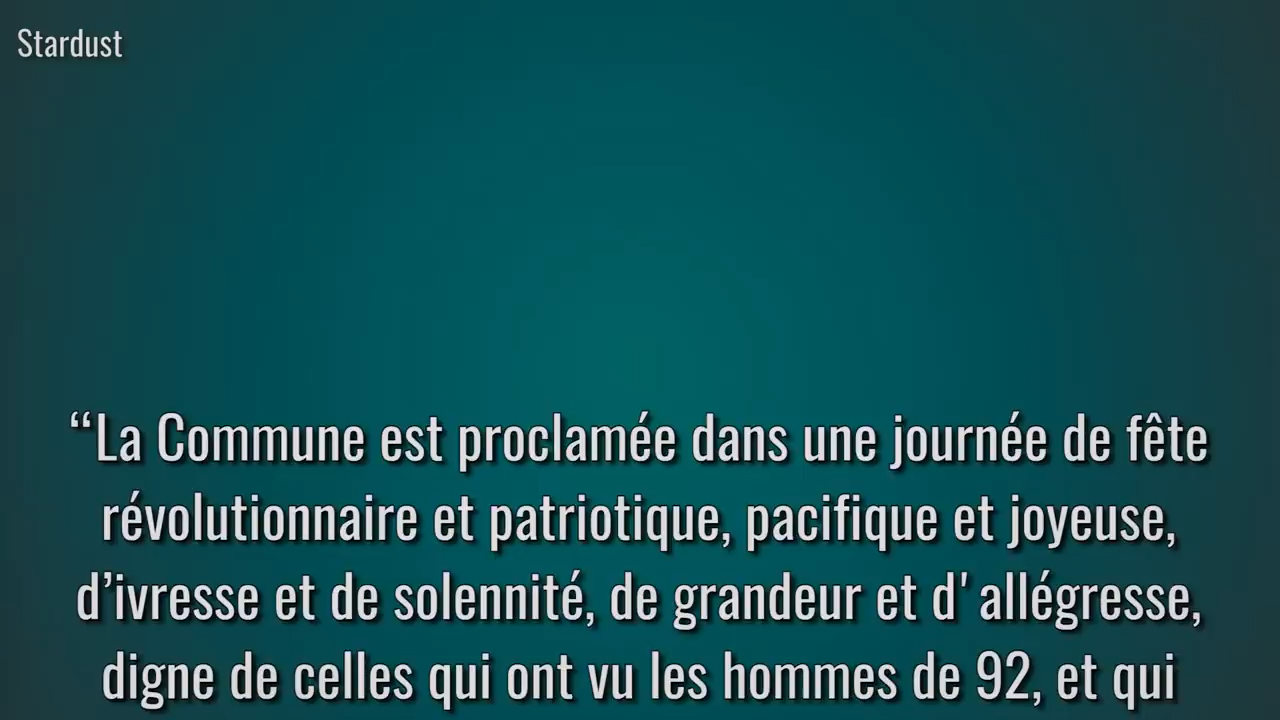 Stardust
“La Commune est proclamée dans une journée de fête
révolutionnaire et patriotique, pacifique et joyeuse,
d’ivresse et de solennité, de grandeur et d'allégresse,
digne de celles qui ont vu les hommes de 92, et qui